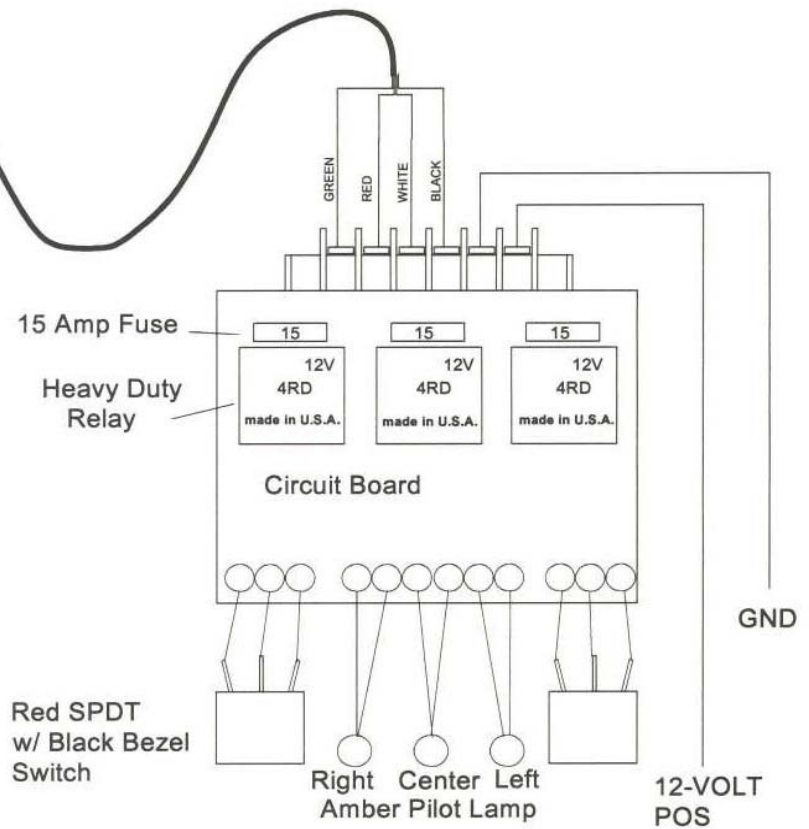 GREEN
RED
WHITE
BLACK
15 Amp Fuse
15
15
15
Heavy Duty
Relay
12V
4RD
made in U.S.A.
12V
4RD
made in U.S.A.
12V
4RD
made in U.S.A.
Circuit Board
GND
Red SPDT
w/ Black Bezel
Switch
Right Center Left
Amber Pilot Lamp
12-VOLT
POS